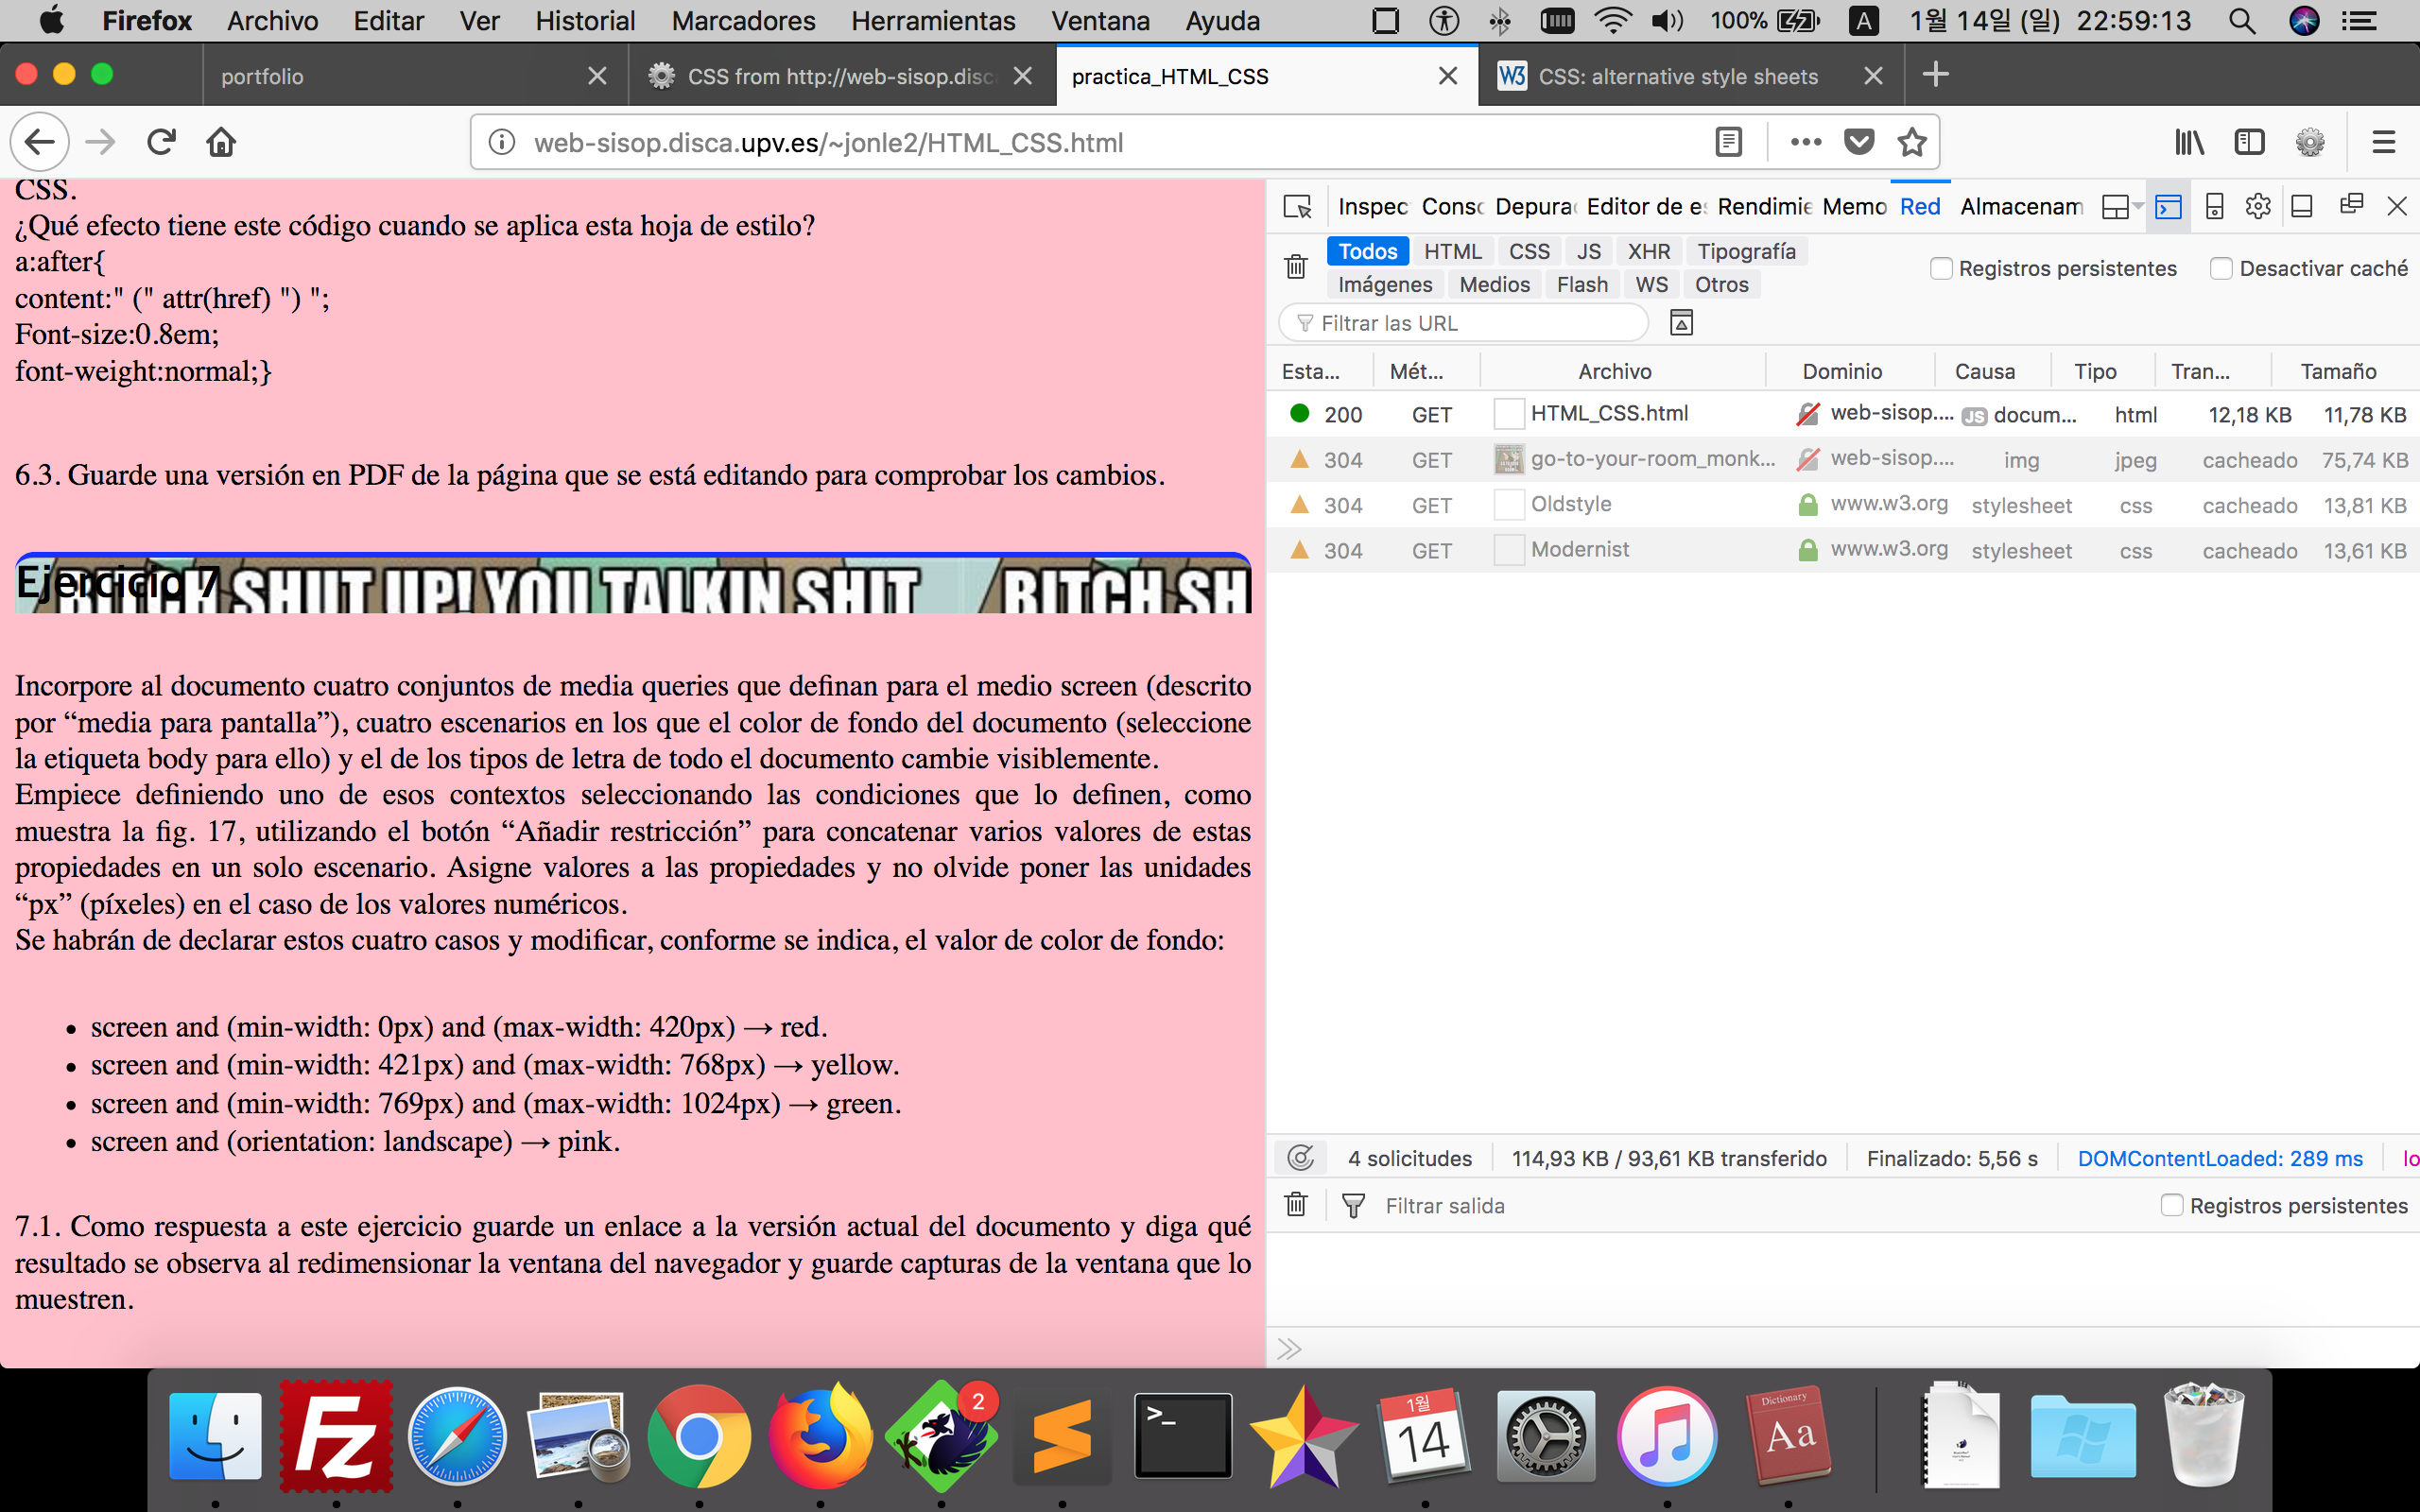 Firefox Archivo Editar Ver Historial Marcadores Herramientas Ventana Ayuda 100% A 1월 14일 (일) 22:59:13
portfolio CSS from http://web-sisop.disc practica_HTML_CSS W3 CSS: alternative style sheets
web-sisop.disca.upv.es/~jonle2/HTML_CSS.html
CSS.
¿Qué efecto tiene este código cuando se aplica esta hoja de estilo?
a:after{
content:" (" attr(href) ") ";
Font-size:0.8em;
font-weight:normal;}
6.3. Guarde una versión en PDF de la página que se está editando para comprobar los cambios.
Ejercicio 7
BITCH SHUT UP! YOU TALKIN SHIT BITCH SH
Incorpore al documento cuatro conjuntos de media queries que definan para el medio screen (descrito
por “media para pantalla”), cuatro escenarios en los que el color de fondo del documento (seleccione
la etiqueta body para ello) y el de los tipos de letra de todo el documento cambie visiblemente.
Empiece definiendo uno de esos contextos seleccionando las condiciones que lo definen, como
muestra la fig. 17, utilizando el botón “Añadir restricción” para concatenar varios valores de estas
propiedades en un solo escenario. Asigne valores a las propiedades y no olvide poner las unidades
“px” (píxeles) en el caso de los valores numéricos.
Se habrán de declarar estos cuatro casos y modificar, conforme se indica, el valor de color de fondo:
• screen and (min-width: 0px) and (max-width: 420px) → red.
• screen and (min-width: 421px) and (max-width: 768px) → yellow.
• screen and (min-width: 769px) and (max-width: 1024px) → green.
• screen and (orientation: landscape) → pink.
7.1. Como respuesta a este ejercicio guarde un enlace a la versión actual del documento y diga qué
resultado se observa al redimensionar la ventana del navegador y guarde capturas de la ventana que lo
muestren.
Inspec Consc Depura Editor de e Rendimie Memo Red Almacenam
Todos HTML CSS JS XHR Tipografía
Imágenes Medios Flash WS Otros
Registros persistentes Desactivar caché
Filtrar las URL
Esta... Mét... Archivo Dominio Causa Tipo Tran... Tamaño
200 GET HTML_CSS.html web-sisop.... JS docum... html 12,18 KB 11,78 KB
304 GET go-to-your-room_monk... web-sisop.... img jpeg cacheado 75,74 KB
304 GET Oldstyle www.w3.org stylesheet css cacheado 13,81 KB
304 GET Modernist www.w3.org stylesheet css cacheado 13,61 KB
4 solicitudes 114,93 KB / 93,61 KB transferido Finalizado: 5,56 s DOMContentLoaded: 289 ms lo
Filtrar salida Registros persistentes
Fz 2 >_ 1월 14 Dictionary Aa